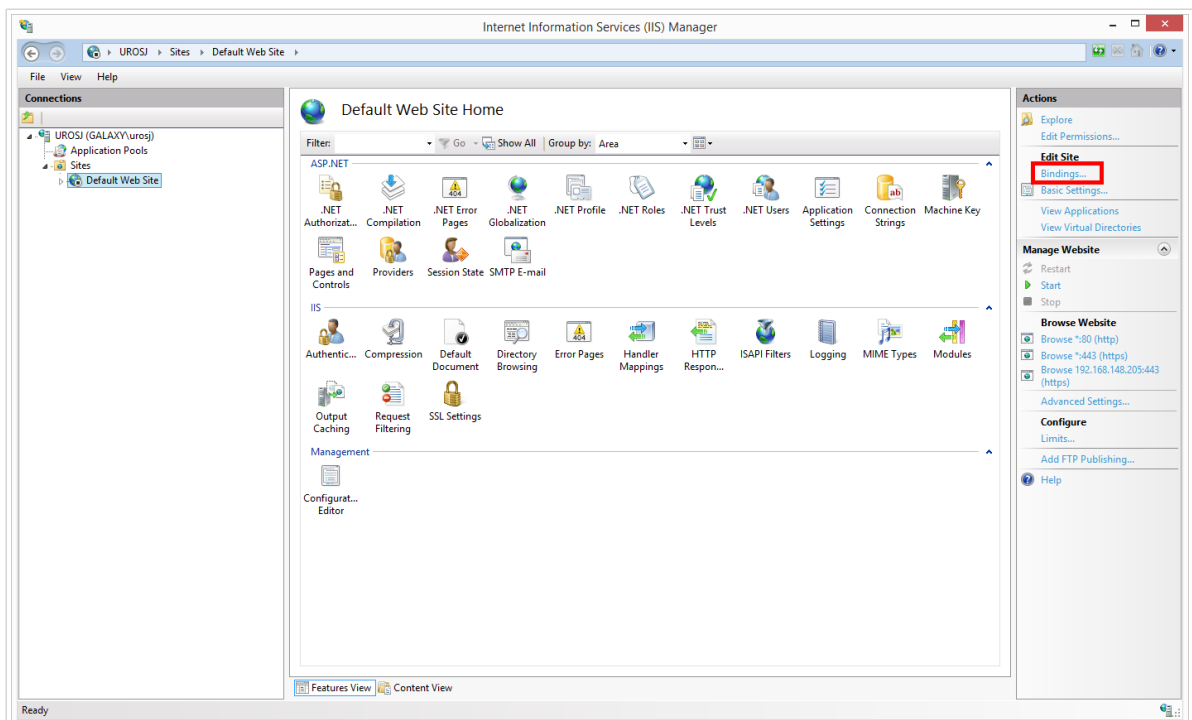 Internet Information Services (IIS) Manager
UROSJ Sites Default Web Site
File View Help
Connections
UROSJ (GALAXY\urosj)
Application Pools
Sites
Default Web Site
Default Web Site Home
Filter: Go Show All Group by: Area
ASP.NET
.NET Authorizat...
.NET Compilation
.NET Error Pages
.NET Globalization
.NET Profile
.NET Roles
.NET Trust Levels
.NET Users
Application Settings
Connection Strings
Machine Key
Pages and Controls
Providers
Session State
SMTP E-mail
IIS
Authentic...
Compression
Default Document
Directory Browsing
Error Pages
Handler Mappings
HTTP Respon...
ISAPI Filters
Logging
MIME Types
Modules
Output Caching
Request Filtering
SSL Settings
Management
Configurat... Editor
Features View Content View
Ready
Actions
Explore
Edit Permissions...
Edit Site
Bindings...
Basic Settings...
View Applications
View Virtual Directories
Manage Website
Restart
Start
Stop
Browse Website
Browse *:80 (http)
Browse *:443 (https)
Browse 192.168.148.205:443
(https)
Advanced Settings...
Configure
Limits...
Add FTP Publishing...
Help